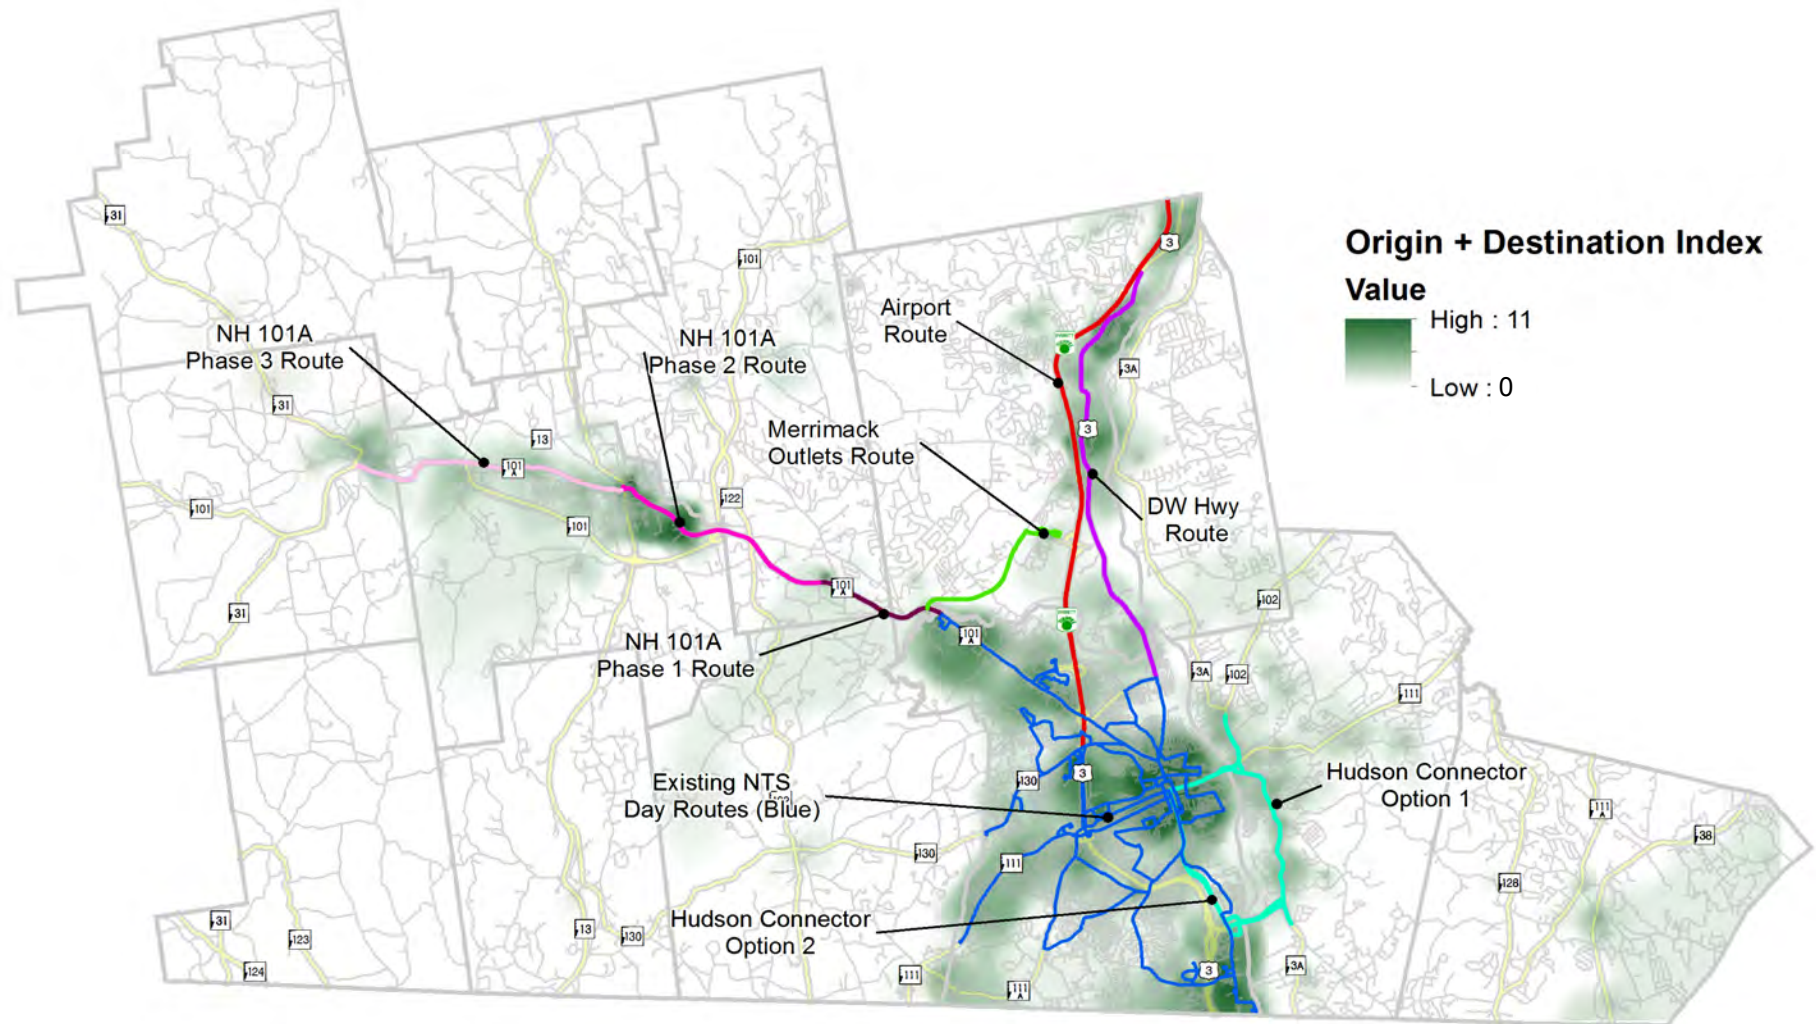 Origin + Destination Index
Value
High : 11
Low : 0
31
101
3
NH 101A
Phase 3 Route
NH 101A
Phase 2 Route
Airport
Route
3A
31
Merrimack
Outlets Route
3
13
101
A
122
101
101
DW Hwy
Route
31
101
A
102
NH 101A
Phase 1 Route
101
A
3A
102
111
Existing NTS
Day Routes (Blue)
130
3
Hudson Connector
Option 1
111
A
38
130
111
128
Hudson Connector
Option 2
31
123
13
130
124
111
111
A
3
3A